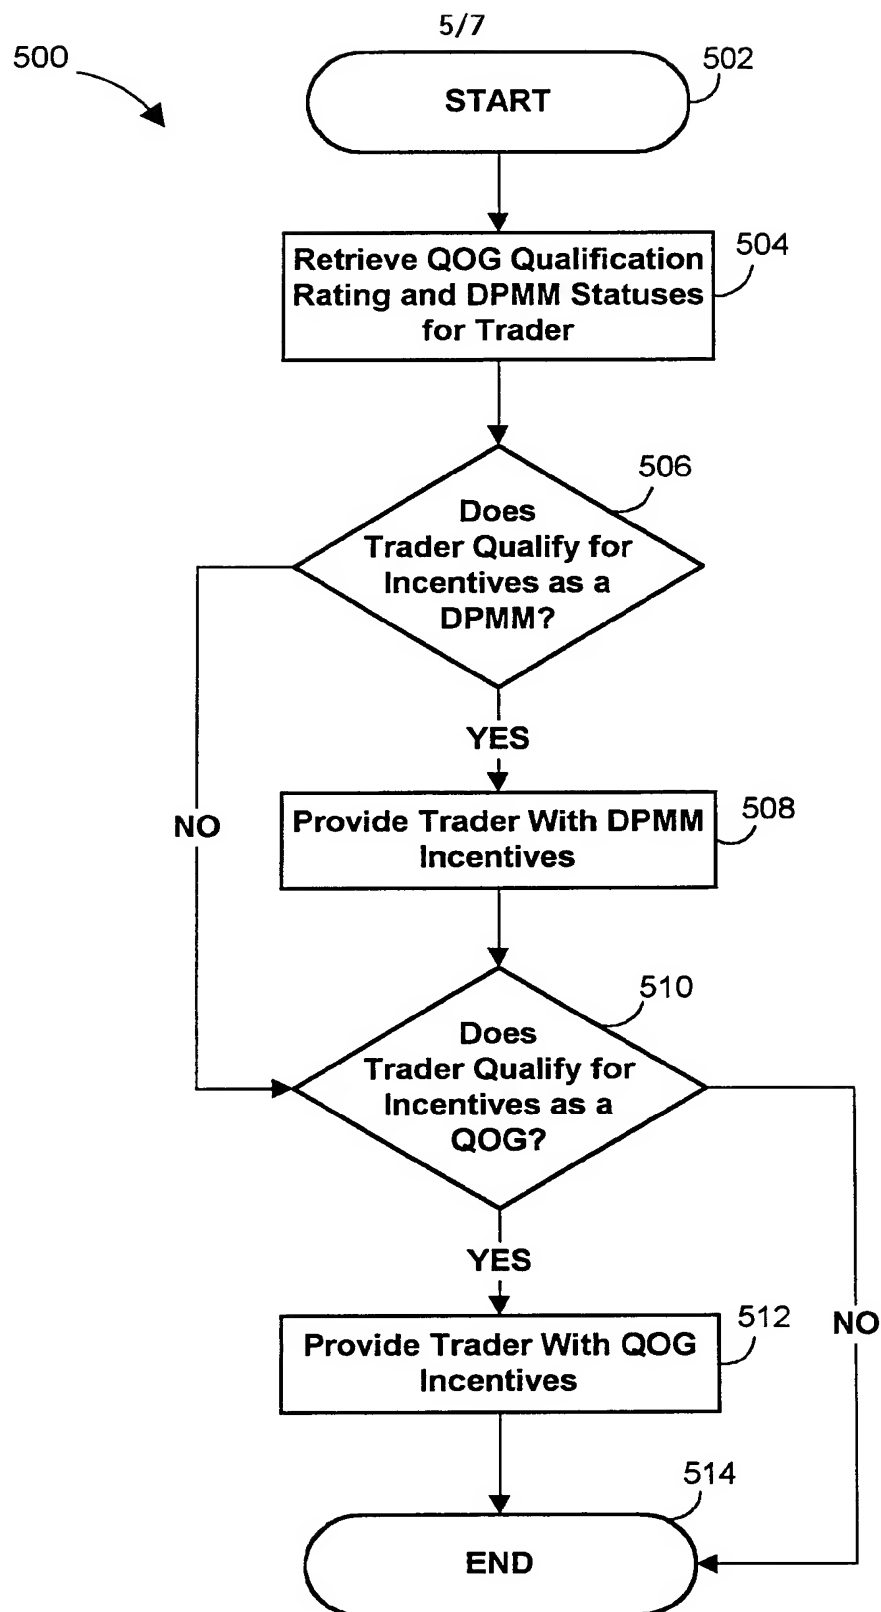 5/7
500
502
START
504
Retrieve QOG Qualification
Rating and DPMM Statuses
for Trader
506
Does
Trader Qualify for
Incentives as a
DPMM?
YES
NO
508
Provide Trader With DPMM
Incentives
510
Does
Trader Qualify for
Incentives as a
QOG?
YES
NO
512
Provide Trader With QOG
Incentives
514
END